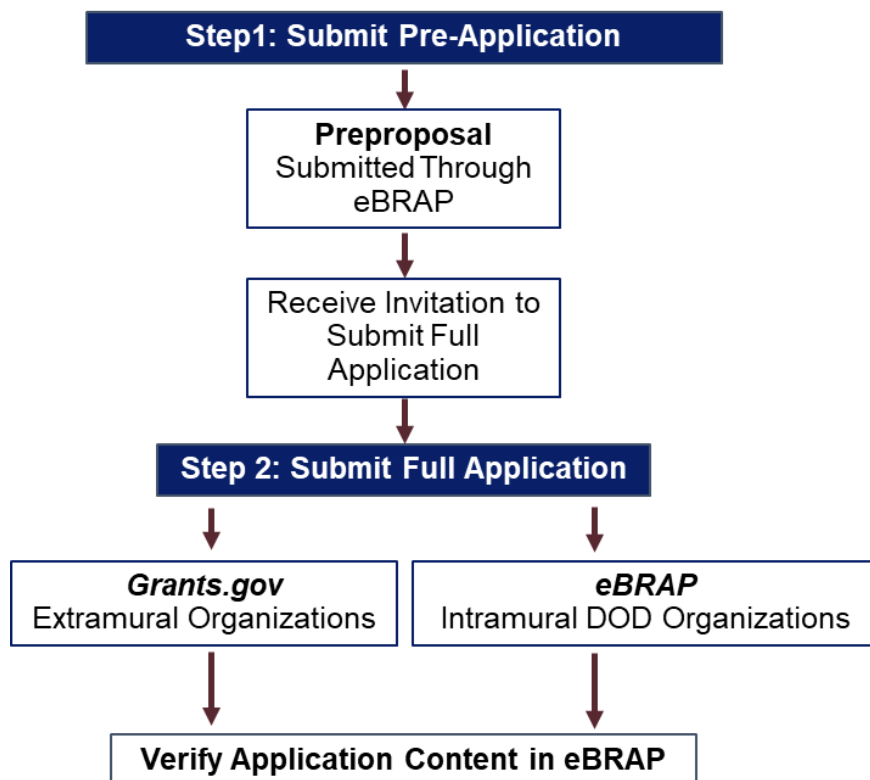 Step1: Submit Pre-Application
Preproposal
Submitted Through
eBRAP
Receive Invitation to
Submit Full
Application
Step 2: Submit Full Application
Grants.gov
Extramural Organizations
eBRAP
Intramural DOD Organizations
Verify Application Content in eBRAP